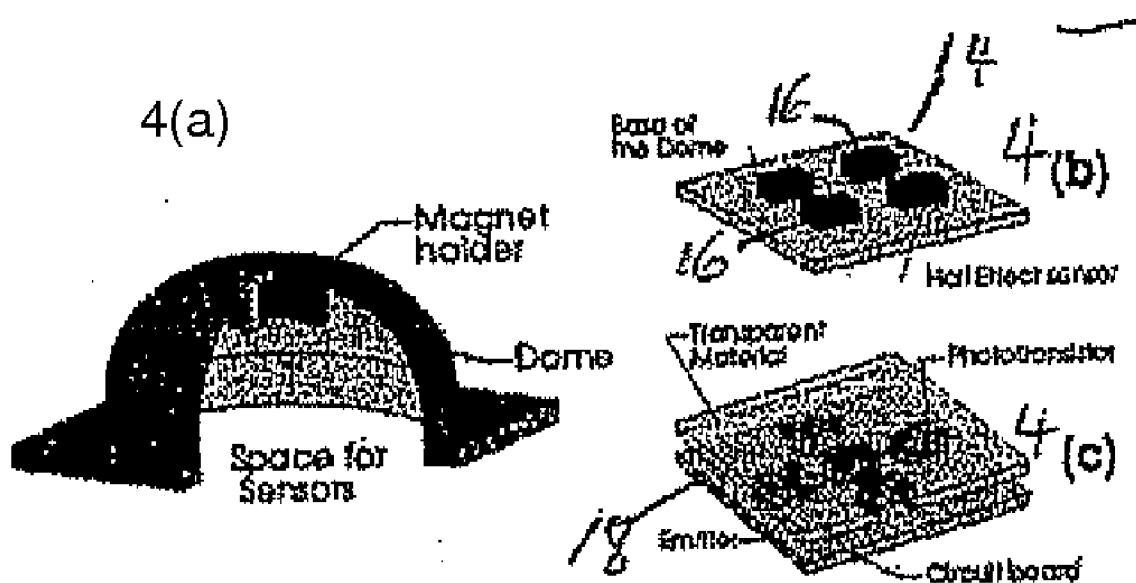 4(a)
Magnet
holder
Dome
Space for
Sensors
14
16
Base of
the Dome
4(b)
16
Hall Effect sensor
Transparent
Material
Phototransistor
4(c)
18
Emitter
Circuit board